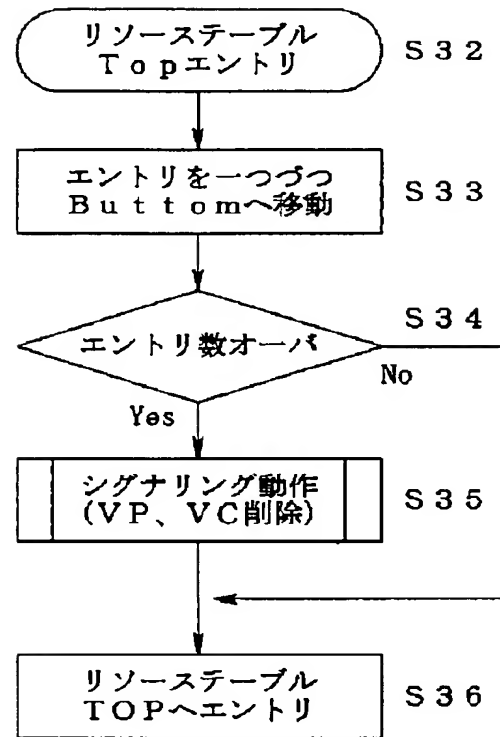 リソーステーブル
Topエントリ
S32
エントリを一つづつ
Buttomへ移動
S33
エントリ数オーバ
S34
No
Yes
シグナリング動作
(VP、VC削除)
S35
リソーステーブル
TOPへエントリ
S36